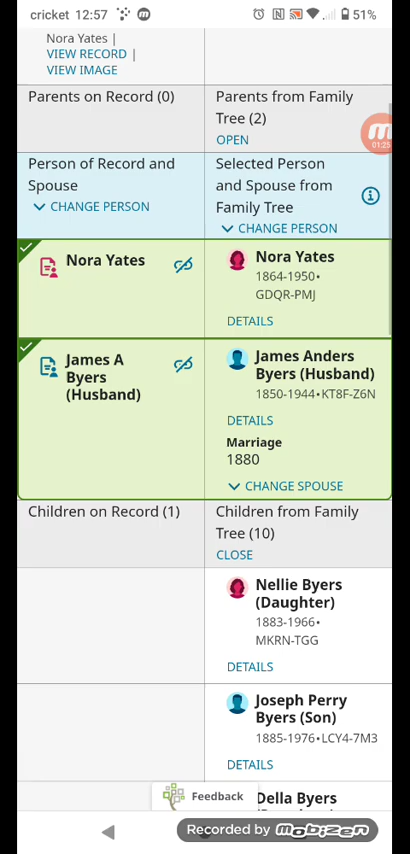 cricket 12:57 51%
Nora Yates |
VIEW RECORD |
VIEW IMAGE
Parents on Record (0)
Parents from Family
Tree (2)
OPEN
01:25
Person of Record and
Spouse
CHANGE PERSON
Selected Person
and Spouse from
Family Tree
CHANGE PERSON
Nora Yates
Nora Yates
1864-1950•
GDQR-PMJ
DETAILS
James A
Byers
(Husband)
James Anders
Byers (Husband)
1850-1944•KT8F-Z6N
DETAILS
Marriage
1880
CHANGE SPOUSE
Children on Record (1)
Children from Family
Tree (10)
CLOSE
Nellie Byers
(Daughter)
1883-1966•
MKRN-TGG
DETAILS
Joseph Perry
Byers (Son)
1885-1976•LCY4-7M3
DETAILS
Feedback
Della Byers
Recorded by mobizen